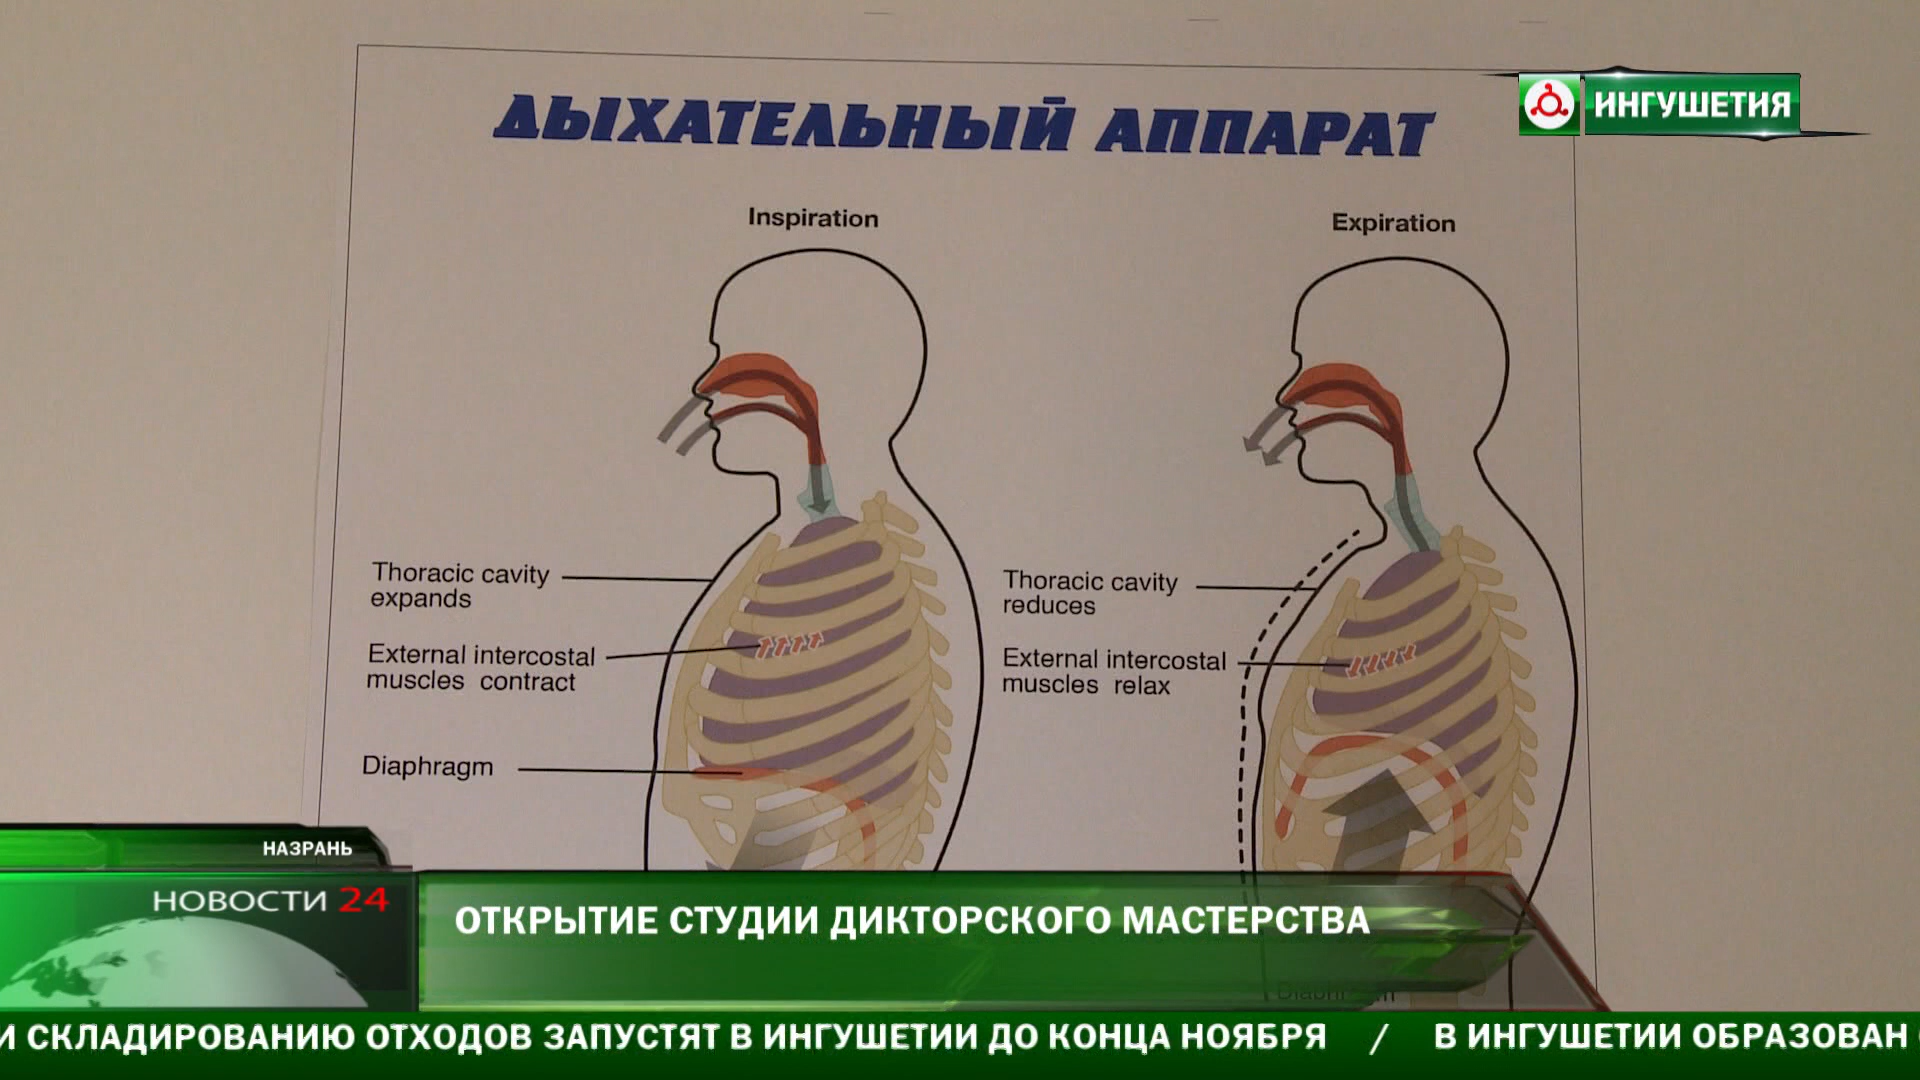 ДЫХАТЕЛЬНЫЙ АППАРАТ
ИНГУШЕТИЯ
Inspiration
Expiration
Thoracic cavity
expands
External intercostal
muscles contract
Diaphragm
Thoracic cavity
reduces
External intercostal
muscles relax
НАЗРАНЬ
НОВОСТИ 24
ОТКРЫТИЕ СТУДИИ ДИКТОРСКОГО МАСТЕРСТВА
И СКЛАДИРОВАНИЮ ОТХОДОВ ЗАПУСТЯТ В ИНГУШЕТИИ ДО КОНЦА НОЯБРЯ / В ИНГУШЕТИИ ОБРАЗОВАН